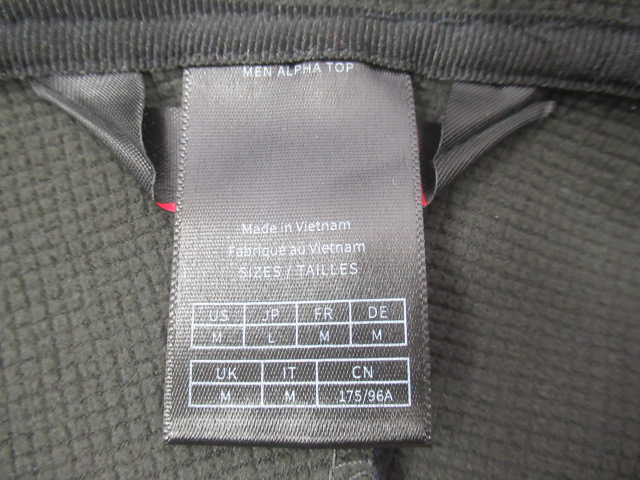 MEN ALPHA TOP
Made in Vietnam
Fabriqué au Vietnam
SIZES / TAILLES
US JP FR DE
M L M M
UK IT CN
M M 175/96A